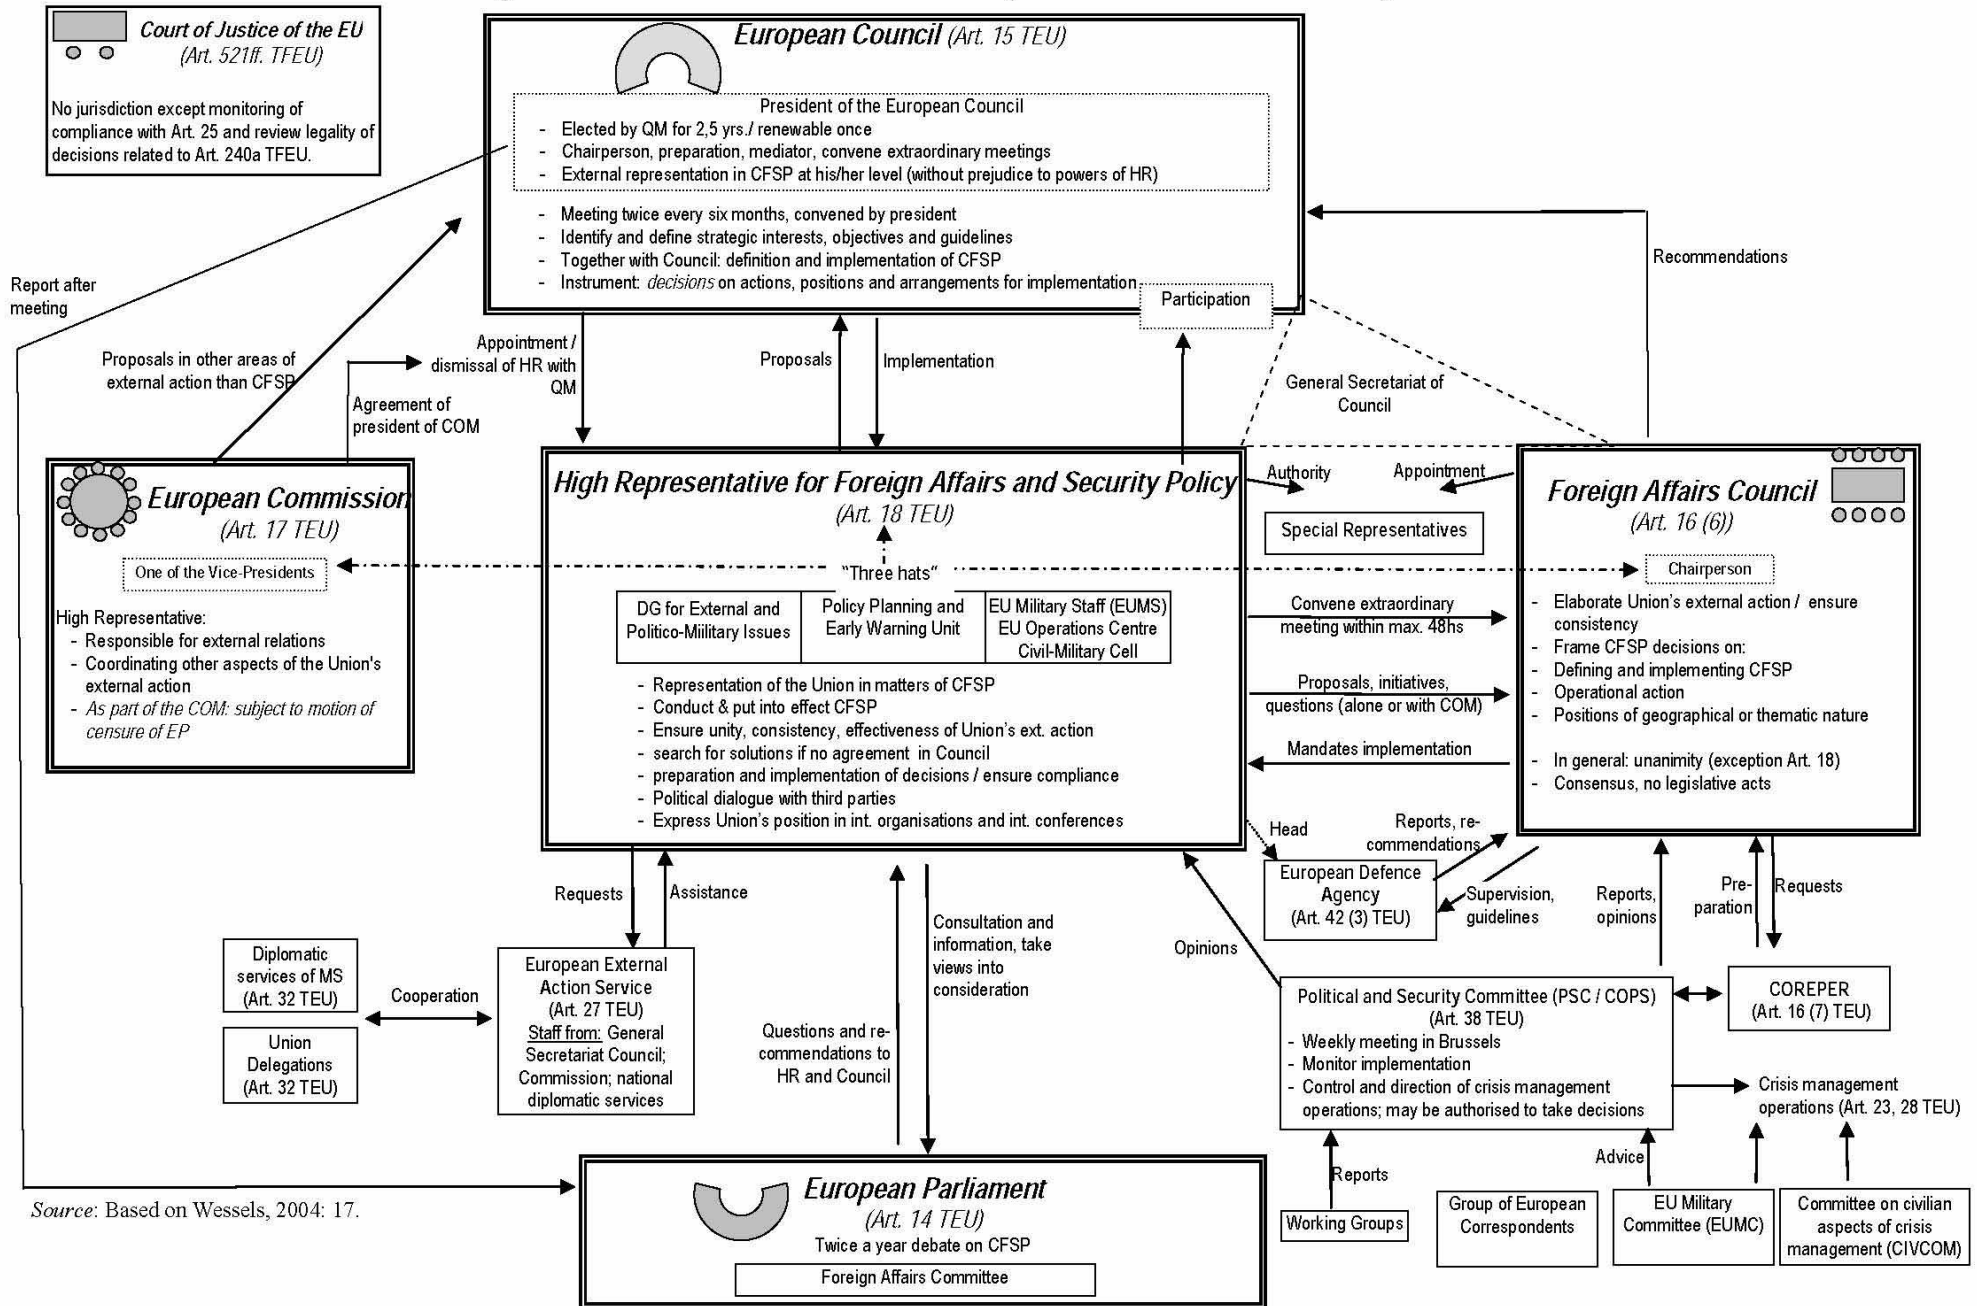 Court of Justice of the EU
(Art. 521ff. TFEU)
No jurisdiction except monitoring of
compliance with Art. 25 and review legality of
decisions related to Art. 240a TFEU.
European Council (Art. 15 TEU)
President of the European Council
- Elected by QM for 2,5 yrs./ renewable once
- Chairperson, preparation, mediator, convene extraordinary meetings
- External representation in CFSP at his/her level (without prejudice to powers of HR)
- Meeting twice every six months, convened by president
- Identify and define strategic interests, objectives and guidelines
- Together with Council: definition and implementation of CFSP
- Instrument: decisions on actions, positions and arrangements for implementation
Participation
Recommendations
Report after
meeting
Proposals in other areas of
external action than CFSP
Agreement of
president of COM
Appointment /
dismissal of HR with
QM
Proposals
Implementation
General Secretariat of
Council
European Commission
(Art. 17 TEU)
One of the Vice-Presidents
High Representative:
- Responsible for external relations
- Coordinating other aspects of the Union's
external action
- As part of the COM: subject to motion of
censure of EP
High Representative for Foreign Affairs and Security Policy
(Art. 18 TEU)
"Three hats"
DG for External and
Politico-Miilitary Issues
Policy Planning and
Early Warning Unit
EU Military Staff (EUMS)
EU Operations Centre
Civil-Military Cell
- Representation of the Union in matters of CFSP
- Conduct & put into effect CFSP
- Ensure unity, consistency, effectiveness of Union's ext. action
- search for solutions if no agreement in Council
- preparation and implementation of decisions / ensure compliance
- Political dialogue with third parties
- Express Union's position in int. organisations and int. conferences
Authority
Appointment
Special Representatives
Convene extraordinary
meeting within max. 48hs
Proposals, initiatives,
questions (alone or with COM)
Mandates implementation
Foreign Affairs Council
(Art. 16 (6))
Chairperson
- Elaborate Union's external action / ensure
consistency
- Frame CFSP decisions on:
- Defining and implementing CFSP
- Operational action
- Positions of geographical or thematic nature
- In general: unanimity (exception Art. 18)
- Consensus, no legislative acts
Head
Reports, re-
commendations
European Defence
Agency
(Art. 42 (3) TEU)
Supervision,
guidelines
Reports,
opinions
Pre-
paration
Requests
Requests
Assistance
Consultation and
information, take
views into
consideration
Opinions
Diplomatic
services of MS
(Art. 32 TEU)
Union
Delegations
(Art. 32 TEU)
Cooperation
European External
Action Service
(Art. 27 TEU)
Staff from: General
Secretariat Council;
Commission; national
diplomatic services
Questions and re-
commendations to
HR and Council
Political and Security Committee (PSC / COPS)
(Art. 38 TEU)
- Weekly meeting in Brussels
- Monitor implementation
- Control and direction of crisis management
operations; may be authorised to take decisions
COREPER
(Art. 16 (7) TEU)
Crisis management
operations (Art. 23, 28 TEU)
Reports
Advice
Working Groups
Group of European
Correspondents
EU Military
Committee (EUMC)
Committee on civilian
aspects of crisis
management (CIVCOM)
European Parliament
(Art. 14 TEU)
Twice a year debate on CFSP
Foreign Affairs Committee
Source: Based on Wessels, 2004: 17.